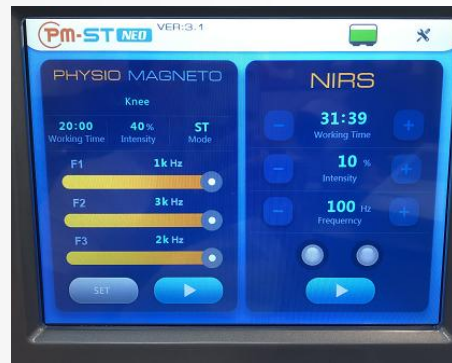 Pm-ST NEO VER:3.1
PHYSIO MAGNETO
Knee
20:00 40% ST
Working Time Intensity Mode
F1 1k Hz
F2 3k Hz
F3 2k Hz
SET
NIRS
31:39
Working Time
10 %
Intensity
100 Hz
Frequerncy